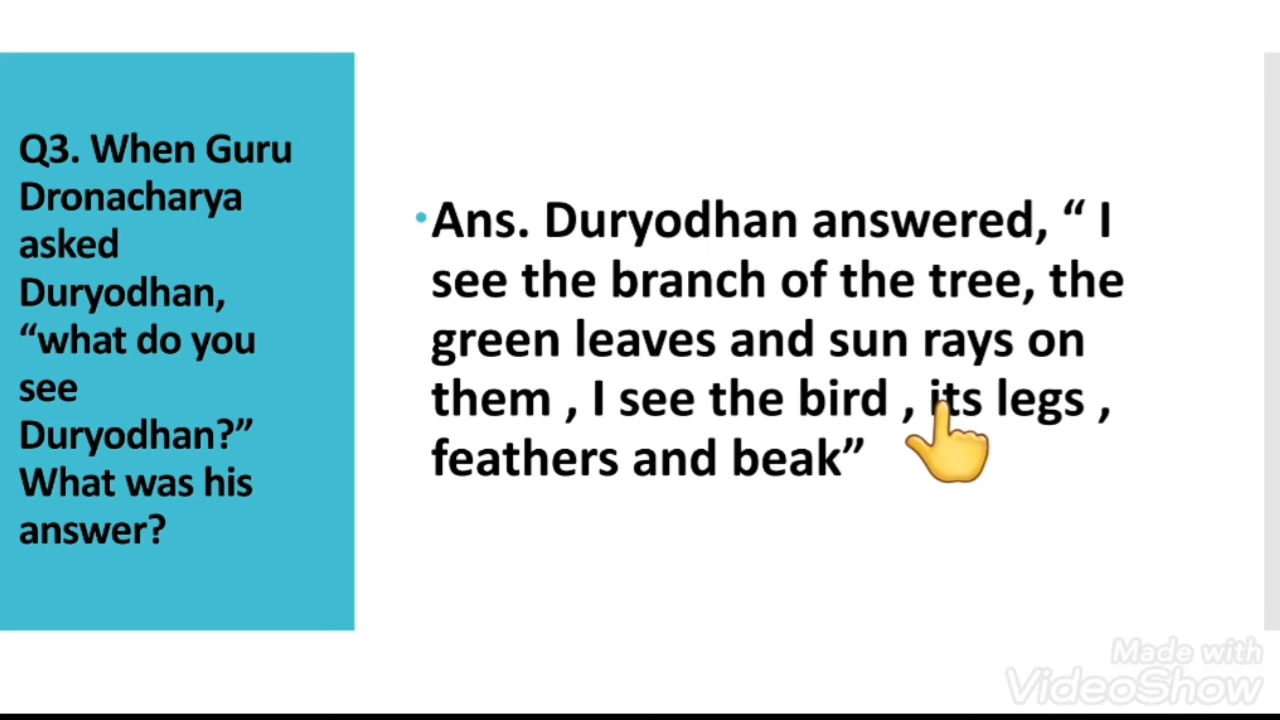 Q3. When Guru
Dronacharya
asked
Duryodhan,
“what do you
see
Duryodhan?”
What was his
answer?
•Ans. Duryodhan answered, “ I
see the branch of the tree, the
green leaves and sun rays on
them , I see the bird , its legs ,
feathers and beak”
Made with
VideoShow